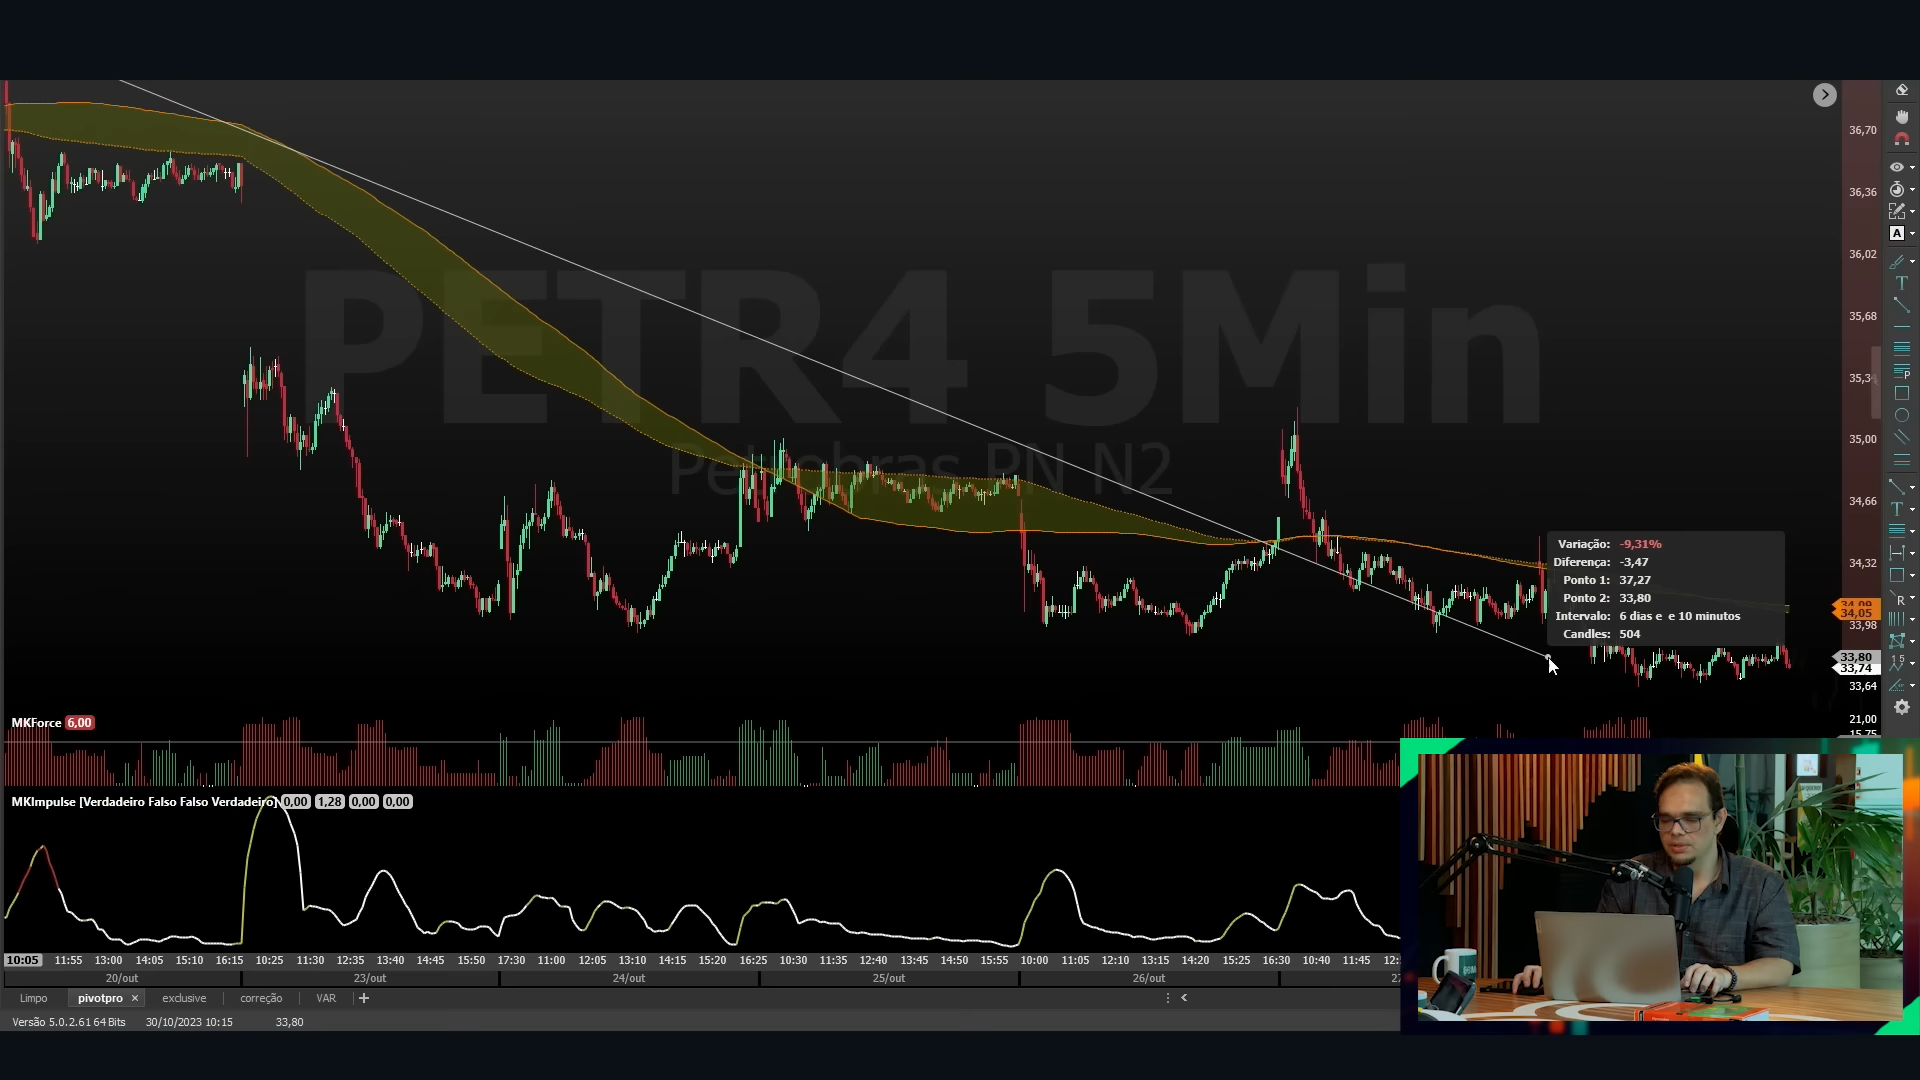 PETR4 5Min
Petrobras PN N2
36,70
36,36
36,02
35,68
35,3
35,00
34,66
34,32
34,05
33,98
33,80
33,74
33,64
21,00
15,75
Variação: -9,31%
Diferença: -3,47
Ponto 1: 37,27
Ponto 2: 33,80
Intervalo: 6 dias e e 10 minutos
Candles: 504
MKForce 6,00
MKImpulse [Verdadeiro Falso Falso Verdadeiro] 0,00 1,28 0,00 0,00
10:05 11:55 13:00 14:05 15:10 16:15 10:25 11:30 12:35 13:40 14:45 15:50 17:30 11:00 12:05 13:10 14:15 15:20 16:25 10:30 11:35 12:40 13:45 14:50 15:55 10:00 11:05 12:10 13:15 14:20 15:25 16:30 10:40 11:45
20/out 23/out 24/out 25/out 26/out
Limpo pivotpro × exclusive correção VAR +
Versão 5.0.2.61 64 Bits 30/10/2023 10:15 33,80